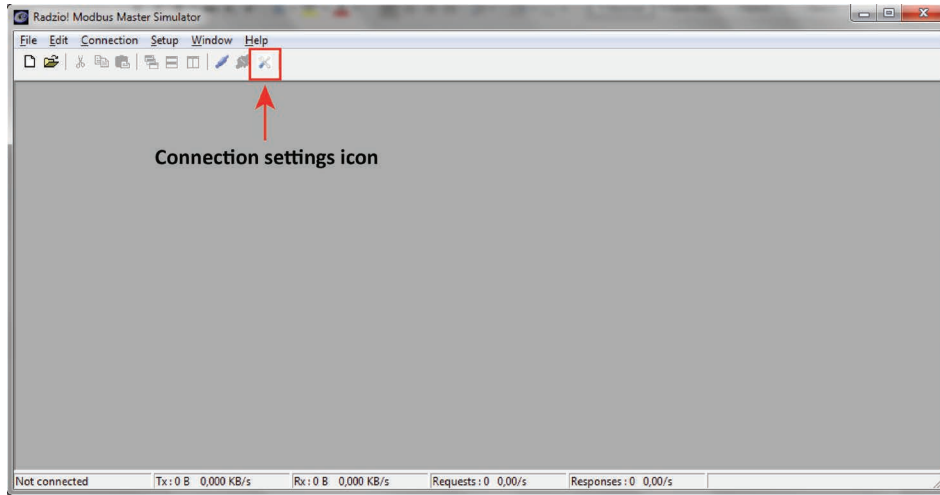 Radzio! Modbus Master Simulator
File Edit Connection Setup Window Help
Connection settings icon
Not connected Tx : 0 B 0,000 KB/s Rx : 0 B 0,000 KB/s Requests : 0 0,00/s Responses : 0 0,00/s